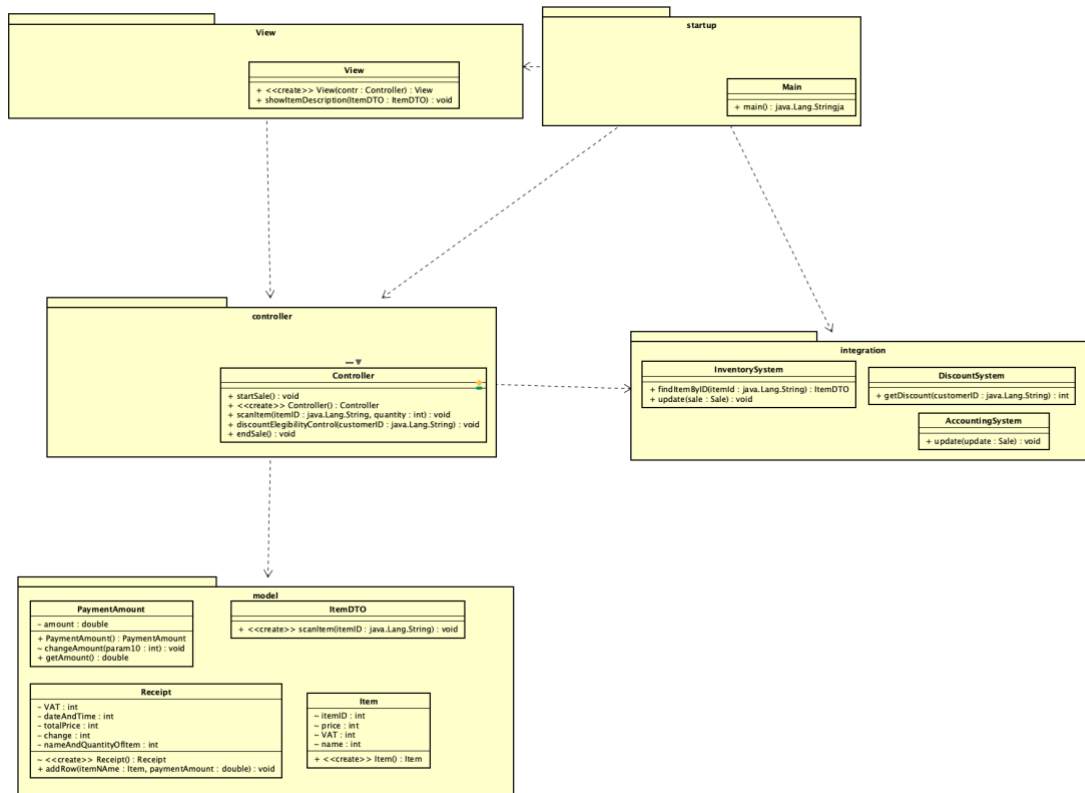 View
View
+ <<create>> View(contr : Controller) : View
+ showItemDescription(ItemDTO : ItemDTO) : void
startup
Main
+ main() : java.Lang.Stringja
controller
Controller
+ startSale() : void
+ <<create>> Controller() : Controller
+ scanItem(itemID : java.Lang.String, quantity : int) : void
+ discountElegibilityControl(customerID : java.Lang.String) : void
+ endSale() : void
integration
InventorySystem
+ findItemByID(itemId : java.Lang.String) : ItemDTO
+ update(sale : Sale) : void
DiscountSystem
+ getDiscount(customerID : java.Lang.String) : int
AccountingSystem
+ update(update : Sale) : void
model
PaymentAmount
- amount : double
+ PaymentAmount() : PaymentAmount
~ changeAmount(param10 : int) : void
+ getAmount() : double
ItemDTO
+ <<create>> scanItem(itemID : java.Lang.String) : void
Receipt
- VAT : int
- dateAndTime : int
- totalPrice : int
- change : int
- nameAndQuantityOfItem : int
~ <<create>> Receipt() : Receipt
+ addRow(itemNAme : Item, paymentAmount : double) : void
Item
~ itemID : int
~ price : int
~ VAT : int
~ name : int
+ <<create>> Item() : Item